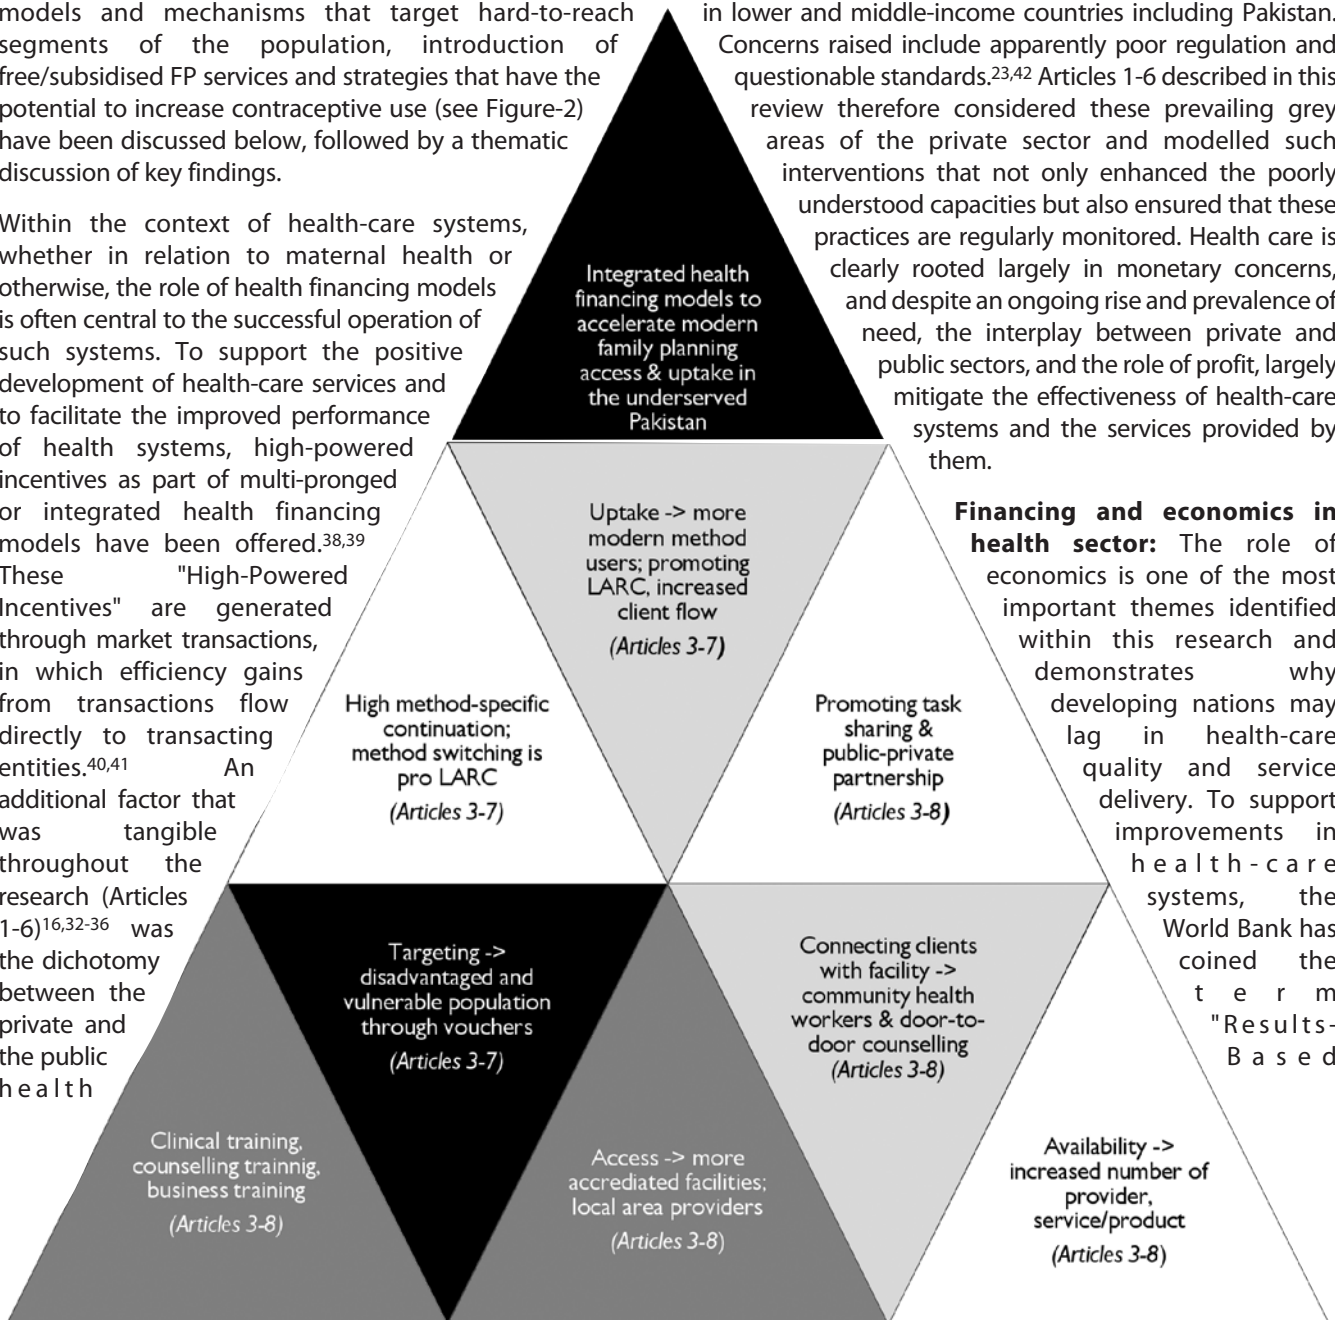 models and mechanisms that target hard-to-reach
segments of the population, introduction of
free/subsidised FP services and strategies that have the
potential to increase contraceptive use (see Figure-2)
have been discussed below, followed by a thematic
discussion of key findings.
Within the context of health-care systems,
whether in relation to maternal health or
otherwise, the role of health financing models
is often central to the successful operation of
such systems. To support the positive
development of health-care services and
to facilitate the improved performance
of health systems, high-powered
incentives as part of multi-pronged
or integrated health financing
models have been offered.38,39
These "High-Powered
Incentives" are generated
through market transactions,
in which efficiency gains
from transactions flow
directly to transacting
entities.40,41 An
additional factor that
was tangible
throughout the
research (Articles
1-6)16,32-36 was
the dichotomy
between the
private and
the public
health
in lower and middle-income countries including Pakistan.
Concerns raised include apparently poor regulation and
questionable standards.23,42 Articles 1-6 described in this
review therefore considered these prevailing grey
areas of the private sector and modelled such
interventions that not only enhanced the poorly
understood capacities but also ensured that these
practices are regularly monitored. Health care is
clearly rooted largely in monetary concerns,
and despite an ongoing rise and prevalence of
need, the interplay between private and
public sectors, and the role of profit, largely
mitigate the effectiveness of health-care
systems and the services provided by
them.
Financing and economics in
health sector: The role of
economics is one of the most
important themes identified
within this research and
demonstrates why
developing nations may
lag in health-care
quality and service
delivery. To support
improvements in
health-care
systems, the
World Bank has
coined the
term
"Results-
Based
Integrated health
financing models to
accelerate modern
family planning
access & uptake in
the underserved
Pakistan
Uptake -> more
modern method
users; promoting
LARC, increased
client flow
(Articles 3-7)
High method-specific
continuation;
method switching is
pro LARC
(Articles 3-7)
Promoting task
sharing &
public-private
partnership
(Articles 3-8)
Targeting ->
disadvantaged and
vulnerable population
through vouchers
(Articles 3-7)
Connecting clients
with facility ->
community health
workers & door-to-
door counselling
(Articles 3-8)
Clinical training,
counselling trainnig,
business training
(Articles 3-8)
Access -> more
accrediated facilities;
local area providers
(Articles 3-8)
Availability ->
increased number of
provider,
service/product
(Articles 3-8)